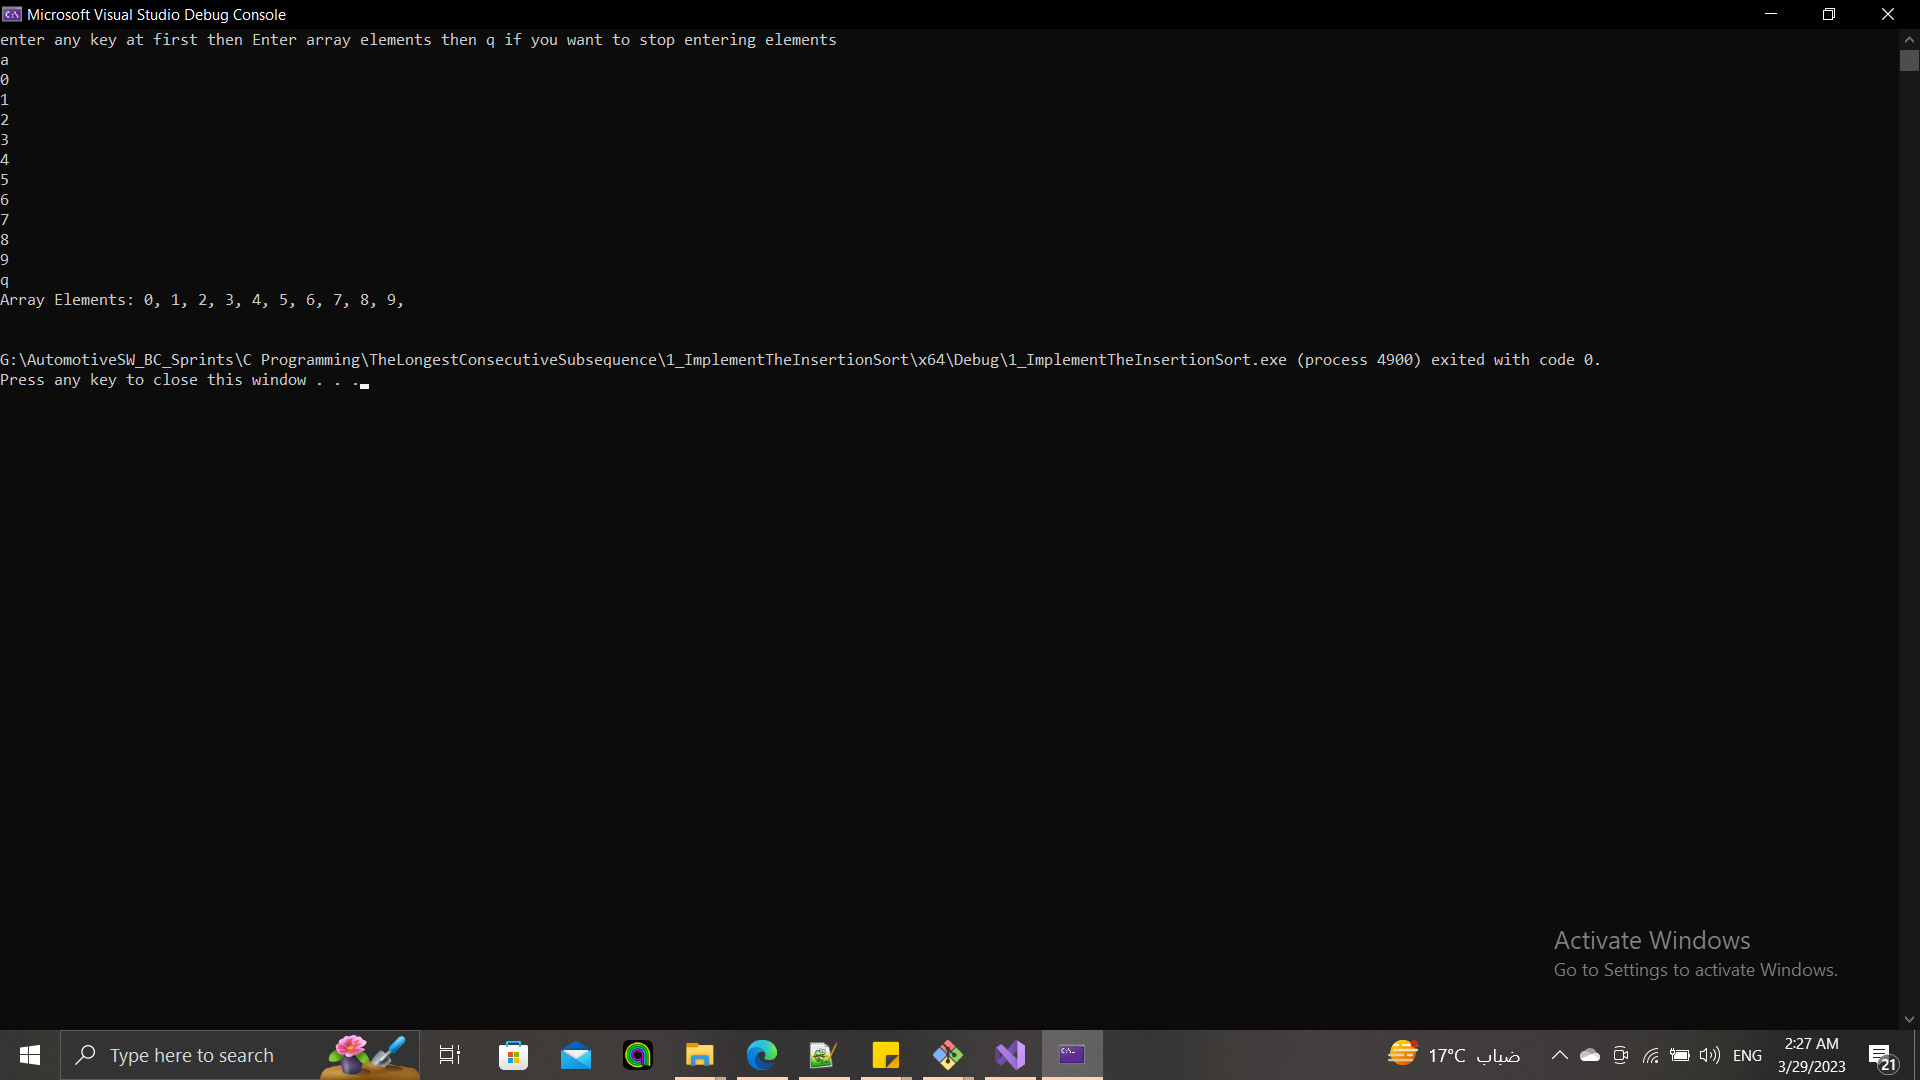 Microsoft Visual Studio Debug Console
enter any key at first then Enter array elements then q if you want to stop entering elements
a
0
1
2
3
4
5
6
7
8
9
q
Array Elements: 0, 1, 2, 3, 4, 5, 6, 7, 8, 9,
G:\AutomotiveSW_BC_Sprints\C Programming\TheLongestConsecutiveSubsequence\1_ImplementTheInsertionSort\x64\Debug\1_ImplementTheInsertionSort.exe (process 4900) exited with code 0.
Press any key to close this window . . .
Activate Windows
Go to Settings to activate Windows.
Type here to search
17°C ضباب
ENG
2:27 AM
3/29/2023
21